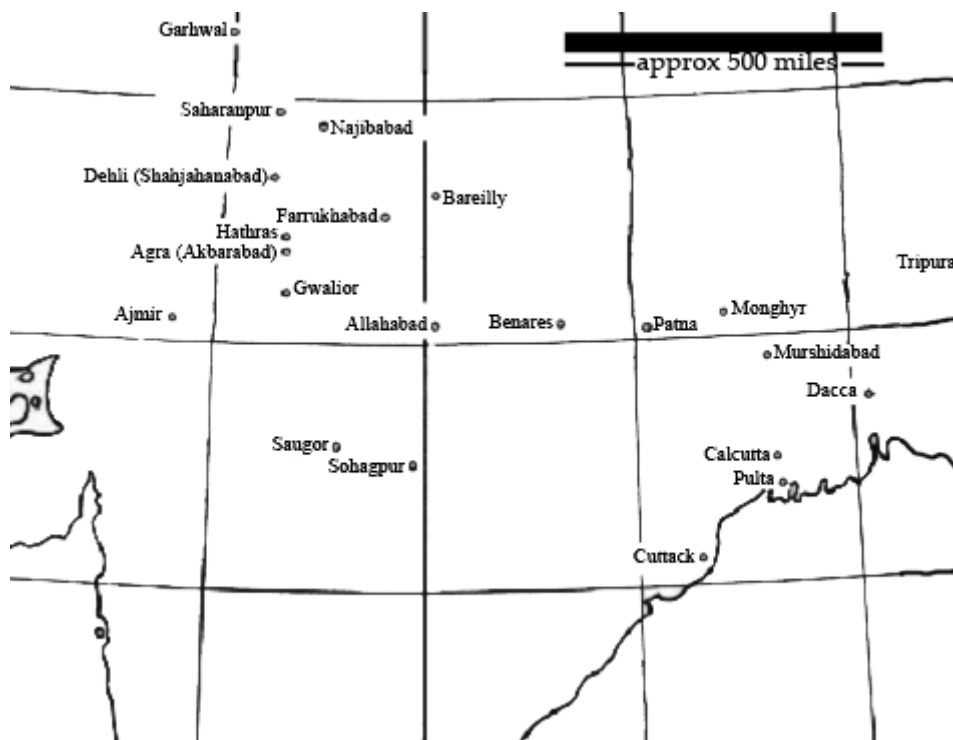 Garhwal
approx 500 miles
Saharanpur
Najibabad
Dehli (Shahjahanabad)
Bareilly
Farrukhabad
Hathras
Agra (Akbarabad)
Tripura
Gwalior
Ajmir
Monghyr
Allahabad
Benares
Patna
Murshidabad
Dacca
Saugor
Calcutta
Sohagpur
Pulta
Cuttack